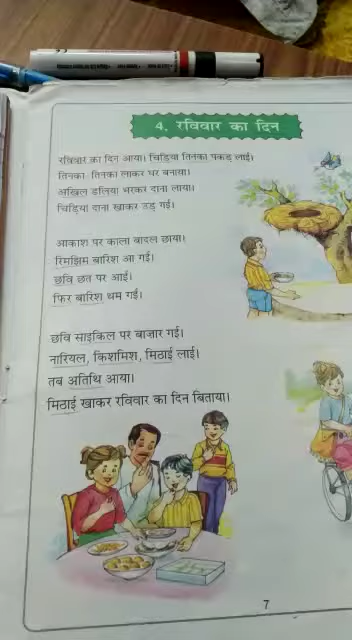 4. रविवार का दिन
रविवार का दिन आया। चिड़िया तिनका पकड़ लाई।
तिनका तिनका लाकर घर बनाया।
अखिल डलिया भरकर दाना लाया।
चिड़िया दाना खाकर उड़ गई।
आकाश पर काला बादल छाया।
रिमझिम बारिश आ गई।
छवि छत पर आई।
फिर बारिश थम गई।
छवि साइकिल पर बाज़ार गई।
नारियल, किशमिश, मिठाई लाई।
तब अतिथि आया।
मिठाई खाकर रविवार का दिन बिताया।
7